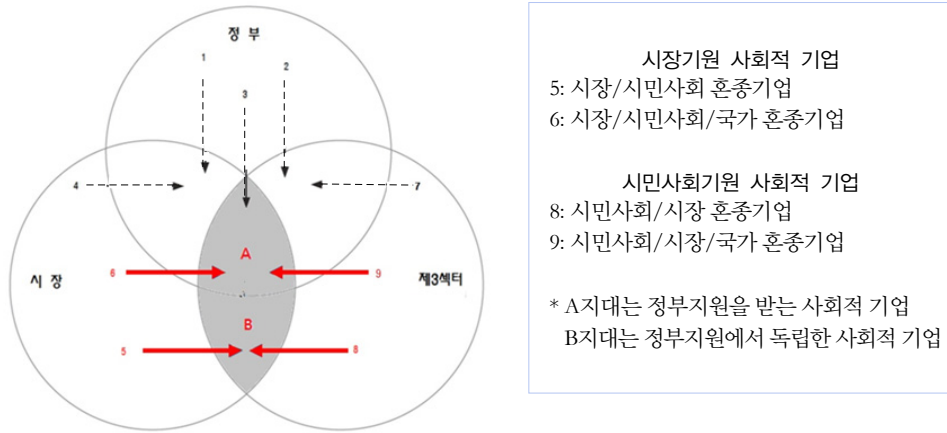 정 부
1
2
3
4
7
A
6
9
시 장
제3섹터
B
5
8
시장기원 사회적 기업
5: 시장/시민사회 혼종기업
6: 시장/시민사회/국가 혼종기업
시민사회기원 사회적 기업
8: 시민사회/시장 혼종기업
9: 시민사회/시장/국가 혼종기업
* A지대는 정부지원을 받는 사회적 기업
B지대는 정부지원에서 독립한 사회적 기업